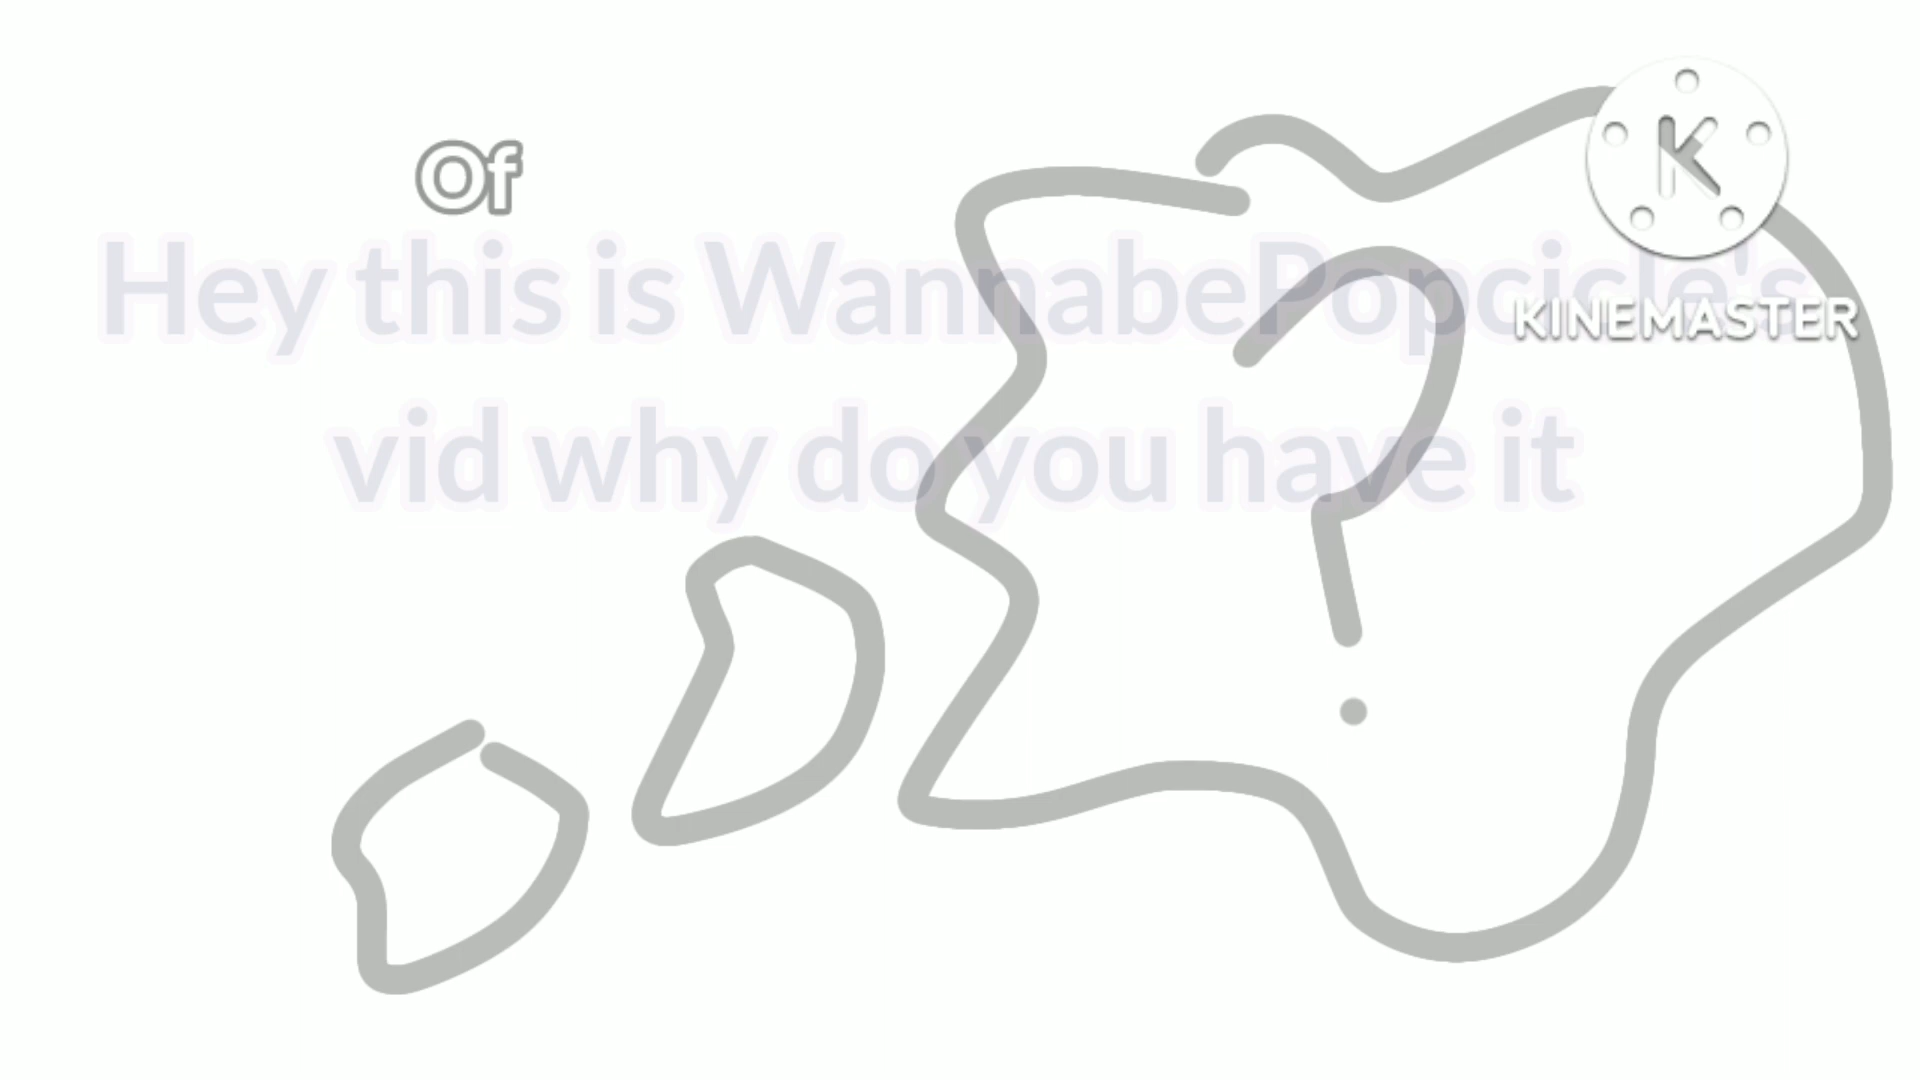 Of
Hey this is WannabePopcicle's
vid why do you have it
?
K
KINEMASTER